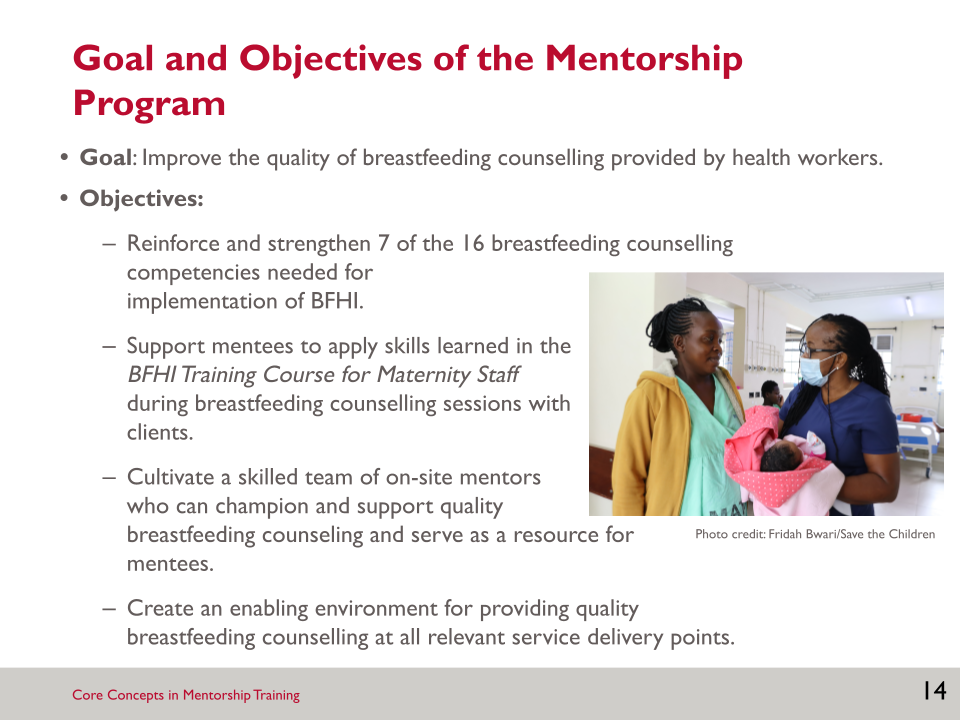 Goal and Objectives of the Mentorship
Program
• Goal: Improve the quality of breastfeeding counselling provided by health workers.
• Objectives:
– Reinforce and strengthen 7 of the 16 breastfeeding counselling
competencies needed for
implementation of BFHI.
– Support mentees to apply skills learned in the
BFHI Training Course for Maternity Staff
during breastfeeding counselling sessions with
clients.
– Cultivate a skilled team of on-site mentors
who can champion and support quality
breastfeeding counseling and serve as a resource for
mentees.
Photo credit: Fridah Bwari/Save the Children
– Create an enabling environment for providing quality
breastfeeding counselling at all relevant service delivery points.
Core Concepts in Mentorship Training
14